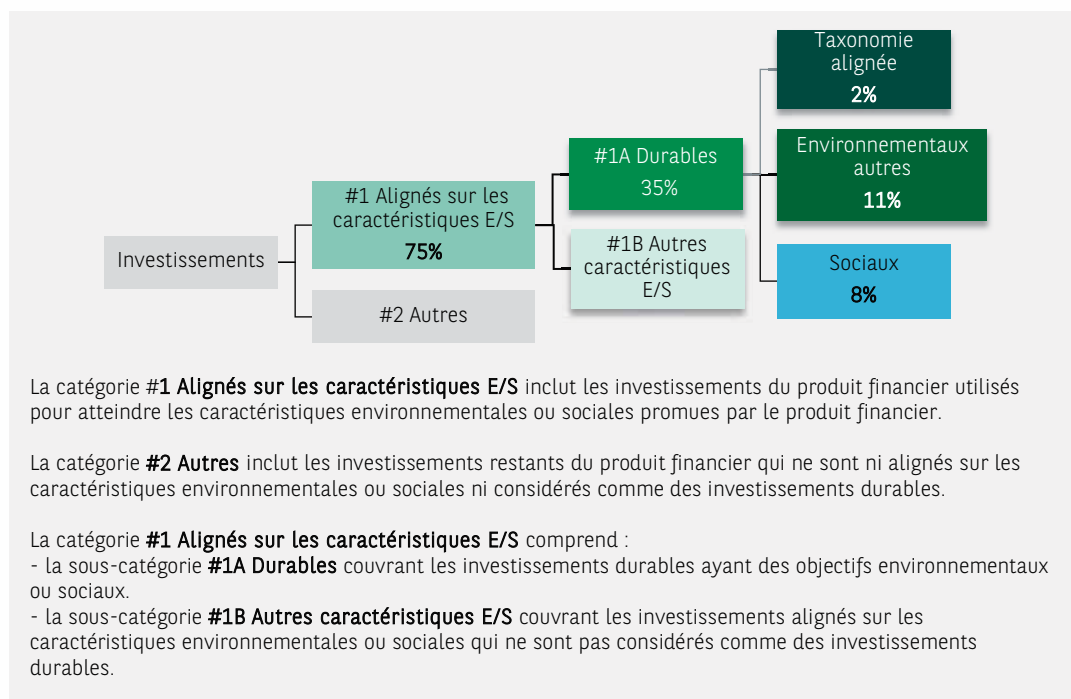 Taxonomie
alignée
2%
#1A Durables
35%
Environnementaux
autres
11%
#1 Alignés sur les
caractéristiques E/S
75%
#1B Autres
caractéristiques
E/S
Investissements
Sociaux
8%
#2 Autres
La catégorie #1 Alignés sur les caractéristiques E/S inclut les investissements du produit financier utilisés
pour atteindre les caractéristiques environnementales ou sociales promues par le produit financier.
La catégorie #2 Autres inclut les investissements restants du produit financier qui ne sont ni alignés sur les
caractéristiques environnementales ou sociales ni considérés comme des investissements durables.
La catégorie #1 Alignés sur les caractéristiques E/S comprend :
- la sous-catégorie #1A Durables couvrant les investissements durables ayant des objectifs environnementaux
ou sociaux.
- la sous-catégorie #1B Autres caractéristiques E/S couvrant les investissements alignés sur les
caractéristiques environnementales ou sociales qui ne sont pas considérés comme des investissements
durables.